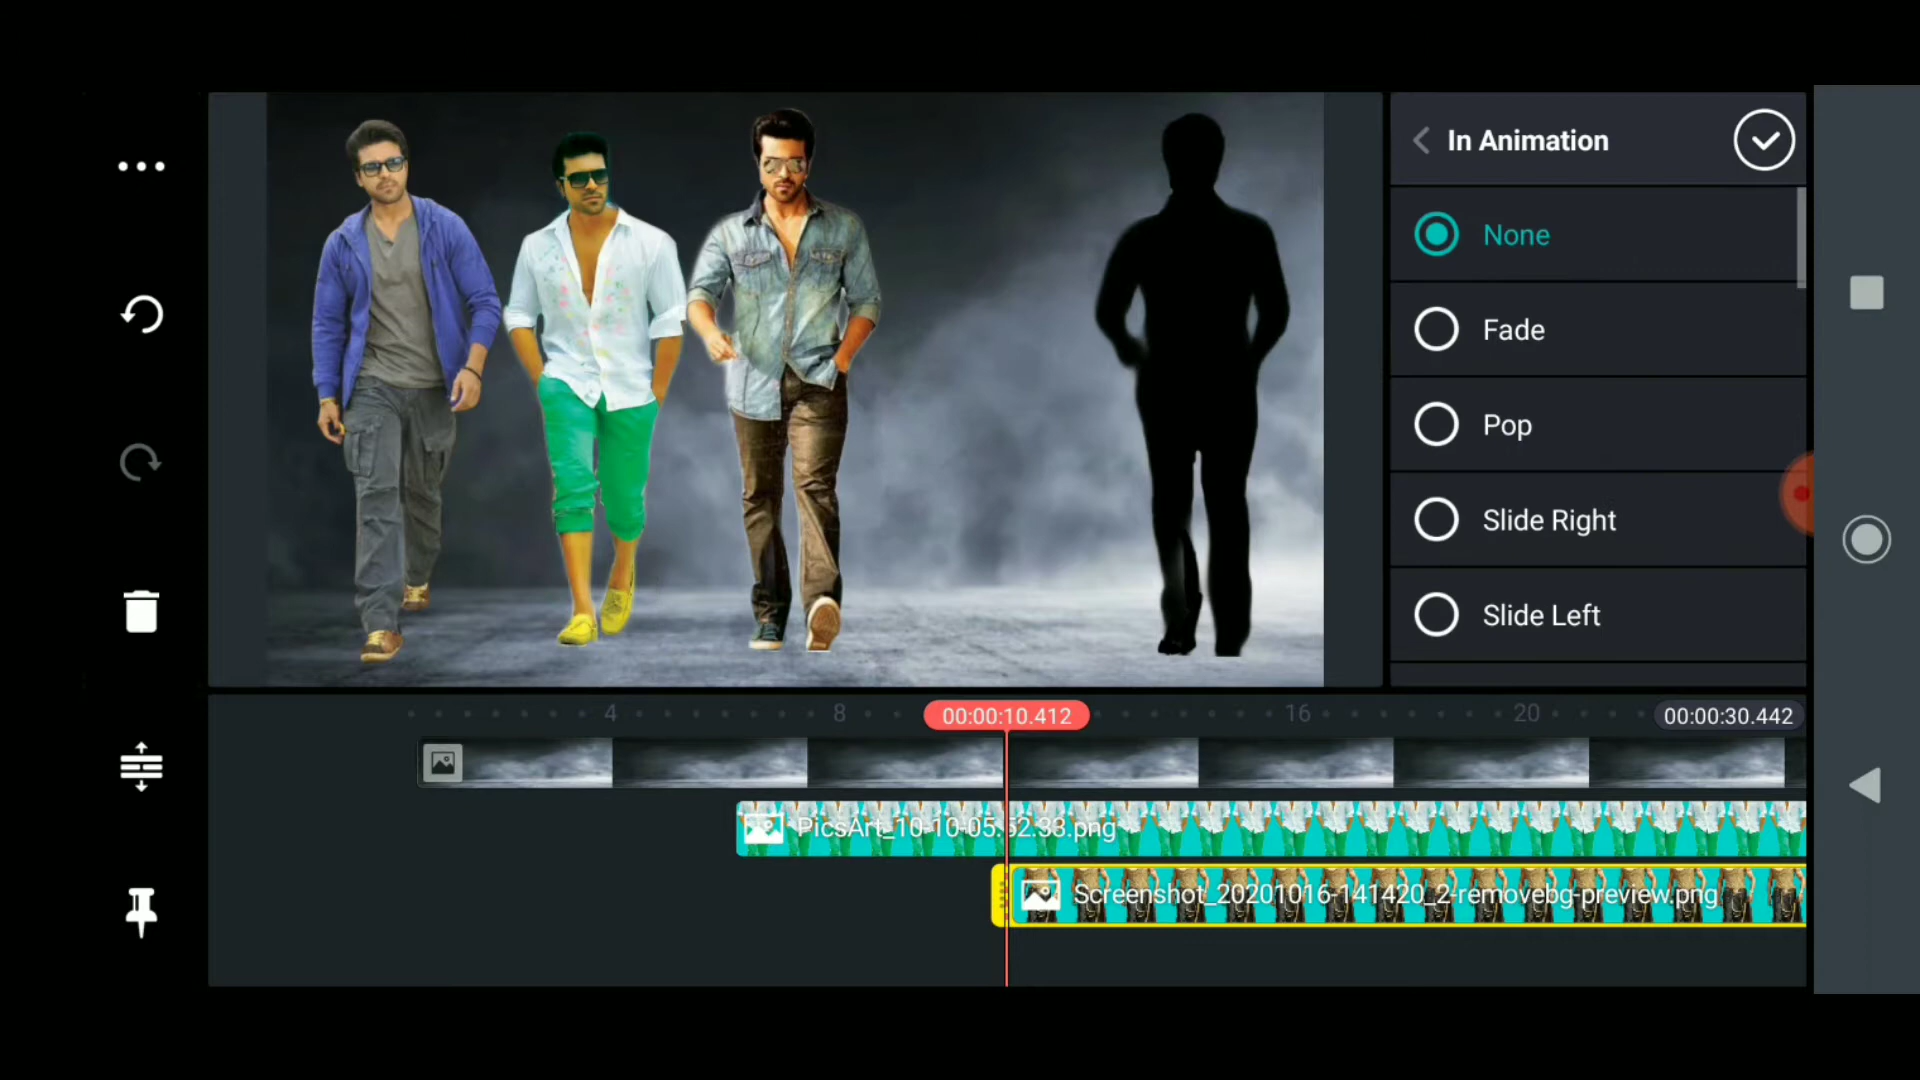 In Animation
None
Fade
Pop
Slide Right
Slide Left
4 8 00:00:10.412 16 20 00:00:30.442
PicsArt_10-10-05.52.33.png
Screenshot_20201016-141420_2-removebg-preview.png